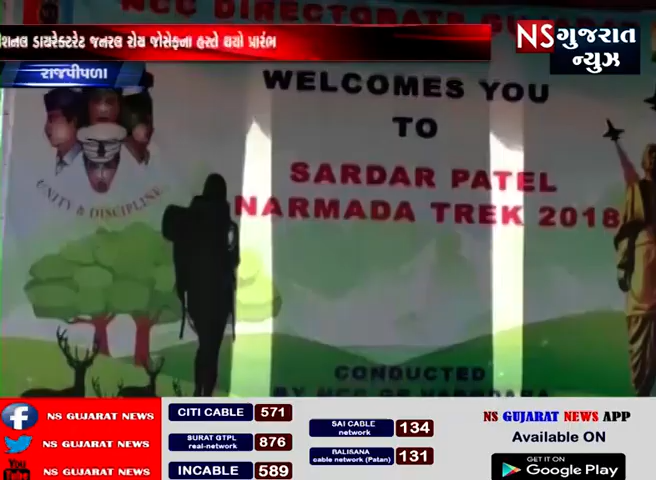 NCC DIRECTORATE GUJARAT
ડાયરેક્ટરેટ જનરલ રોય જોસેફના હસ્તે થયો પ્રારંભ
NS ગુજરાત
ન્યુઝ
રાજપીપળા
WELCOMES YOU
TO
UNITY & DISCIPLINE
SARDAR PATEL
NARMADA TREK 2018
CONDUCTED
NS GUJARAT NEWS
NS GUJARAT NEWS
You
NS GUJARAT NEWS
CITI CABLE 571
SURAT GTPL
real-network 876
INCABLE 589
SAI CABLE
network 134
BALISANA
cable network (Patan) 131
NS GUJARAT NEWS APP
Available ON
GET IT ON
Google Play